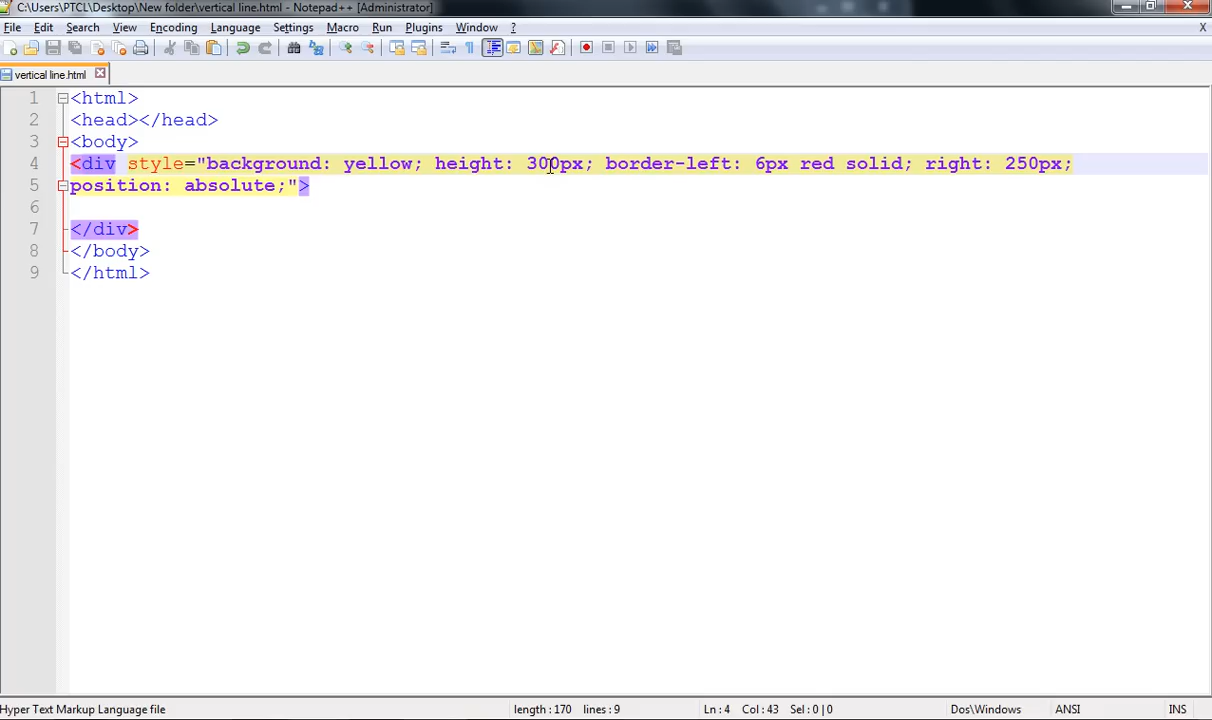 C:\Users\PTCL\Desktop\New folder\vertical line.html - Notepad++ [Administrator]
File Edit Search View Encoding Language Settings Macro Run Plugins Window ? X
vertical line.html
1 <html>
2 <head></head>
3 <body>
4 <div style="background: yellow; height: 300px; border-left: 6px red solid; right: 250px;
5 position: absolute;">
6
7 </div>
8 </body>
9 </html>
Hyper Text Markup Language file length : 170 lines : 9 Ln : 4 Col : 43 Sel : 0 | 0 Dos\Windows ANSI INS